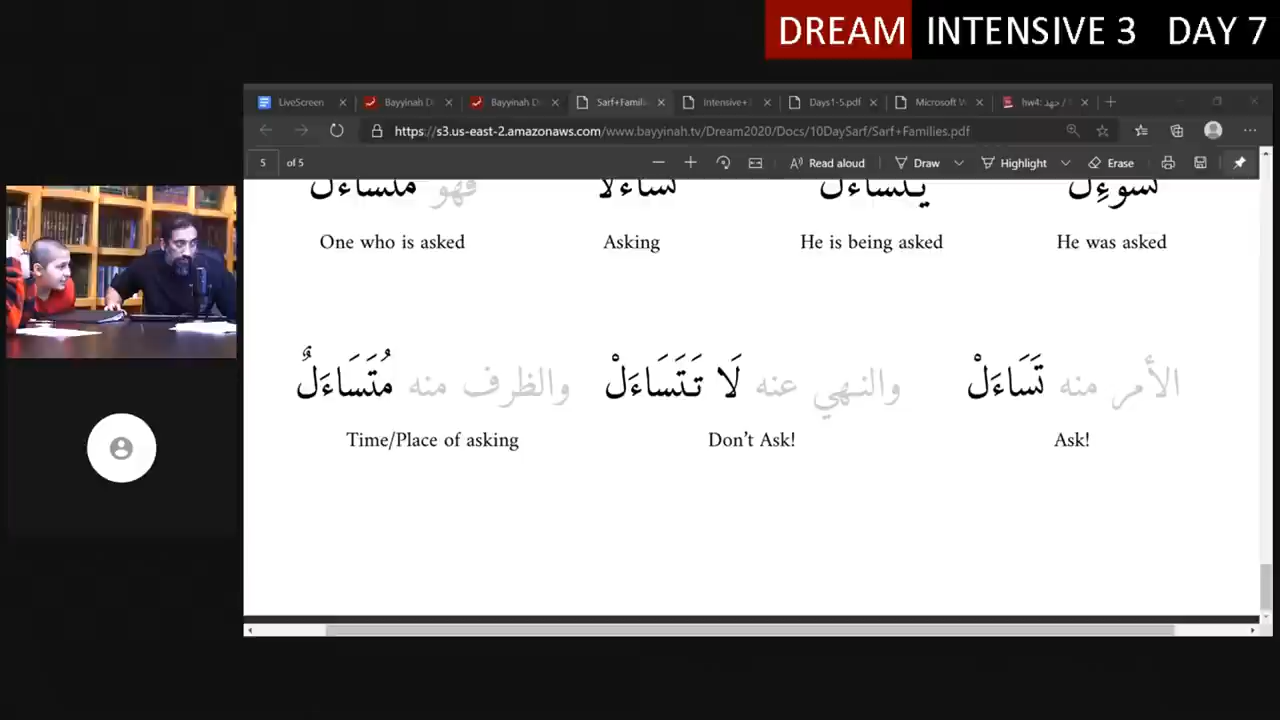 DREAM INTENSIVE 3 DAY 7
LiveScreen Bayyinah D Bayyinah D Sarf+Famili Intensive+ Days1-5.pdf Microsoft W hw4: جهد /
https://s3.us-east-2.amazonaws.com/www.bayyinah.tv/Dream2020/Docs/10DaySarf/Sarf+Families.pdf
5 of 5 Read aloud Draw Highlight Erase
He was asked He is being asked Asking One who is asked
الأمر منه تَسَاءَلْ والنهي عنه لَا تَتَسَاءَلْ والظرف منه مُتَسَاءَلٌ
Ask! Don't Ask! Time/Place of asking